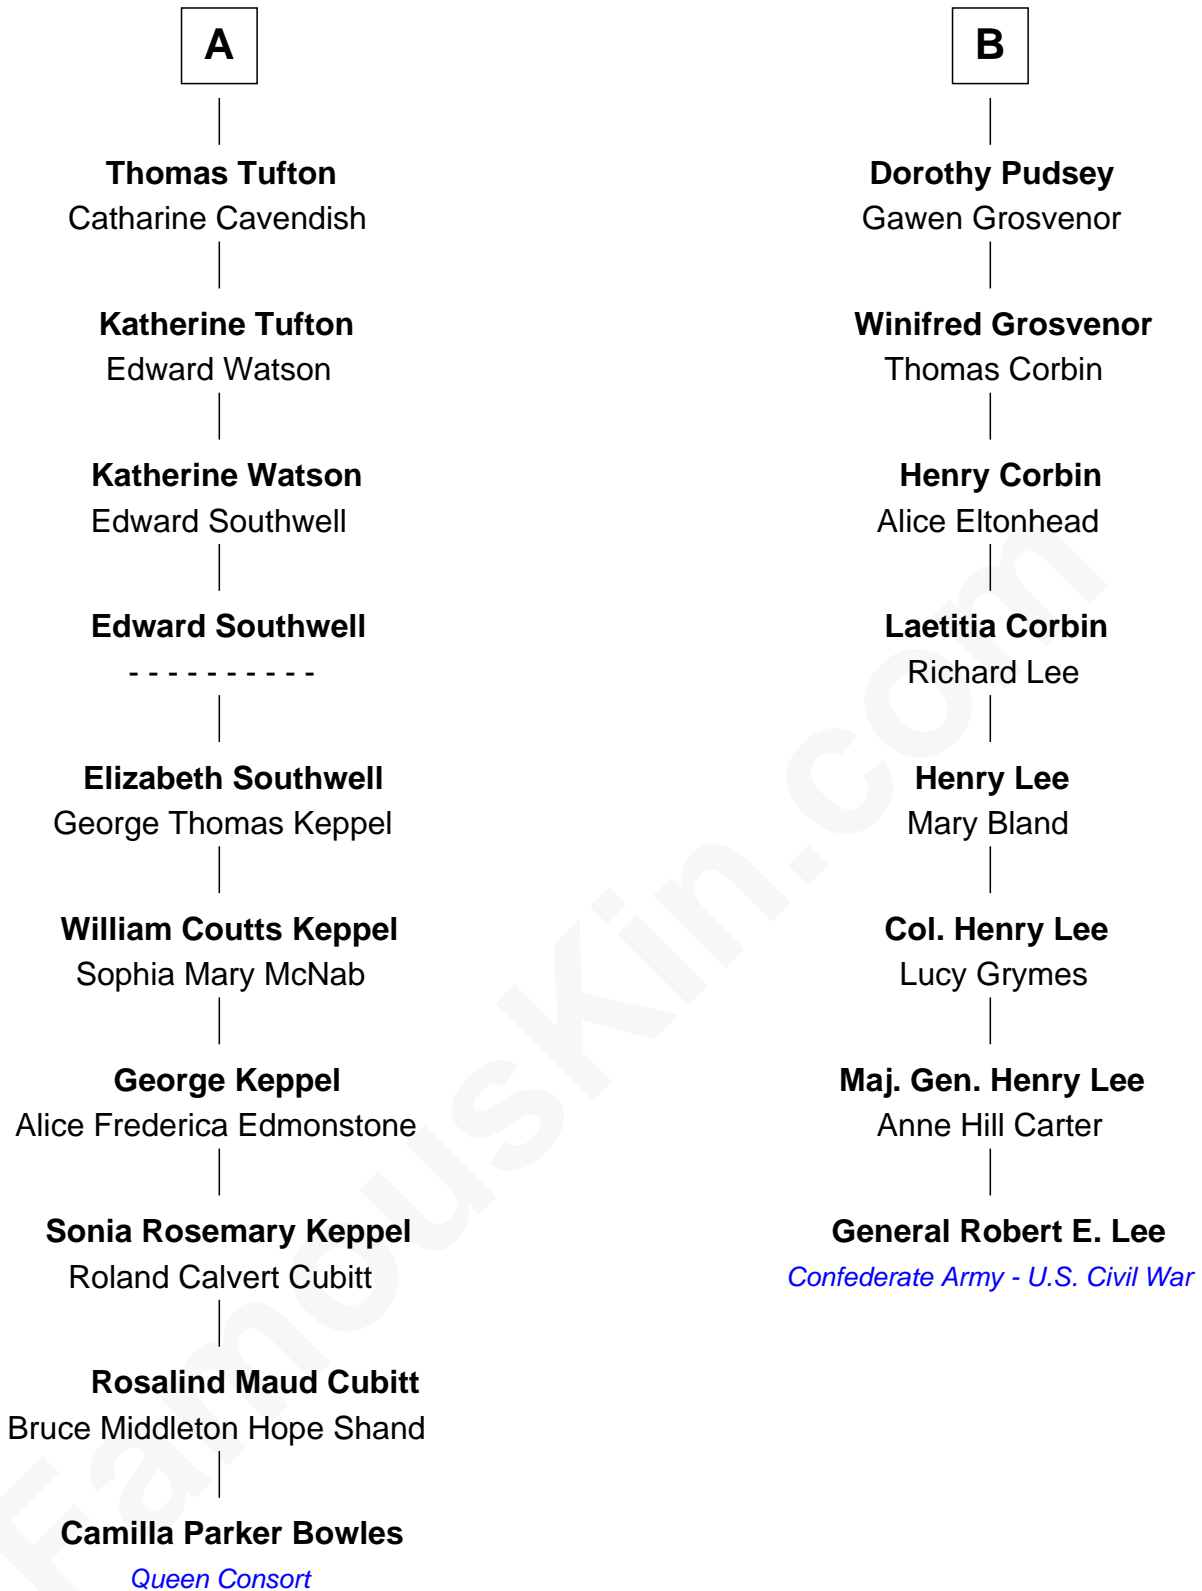 A
Thomas Tufton
Catharine Cavendish
Katherine Tufton
Edward Watson
Katherine Watson
Edward Southwell
Edward Southwell
- - - - - - - - - -
Elizabeth Southwell
George Thomas Keppel
William Coutts Keppel
Sophia Mary McNab
George Keppel
Alice Frederica Edmonstone
Sonia Rosemary Keppel
Roland Calvert Cubitt
Rosalind Maud Cubitt
Bruce Middleton Hope Shand
Camilla Parker Bowles
Queen Consort
B
Dorothy Pudsey
Gawen Grosvenor
Winifred Grosvenor
Thomas Corbin
Henry Corbin
Alice Eltonhead
Laetitia Corbin
Richard Lee
Henry Lee
Mary Bland
Col. Henry Lee
Lucy Grymes
Maj. Gen. Henry Lee
Anne Hill Carter
General Robert E. Lee
Confederate Army - U.S. Civil War
FamousKin.com